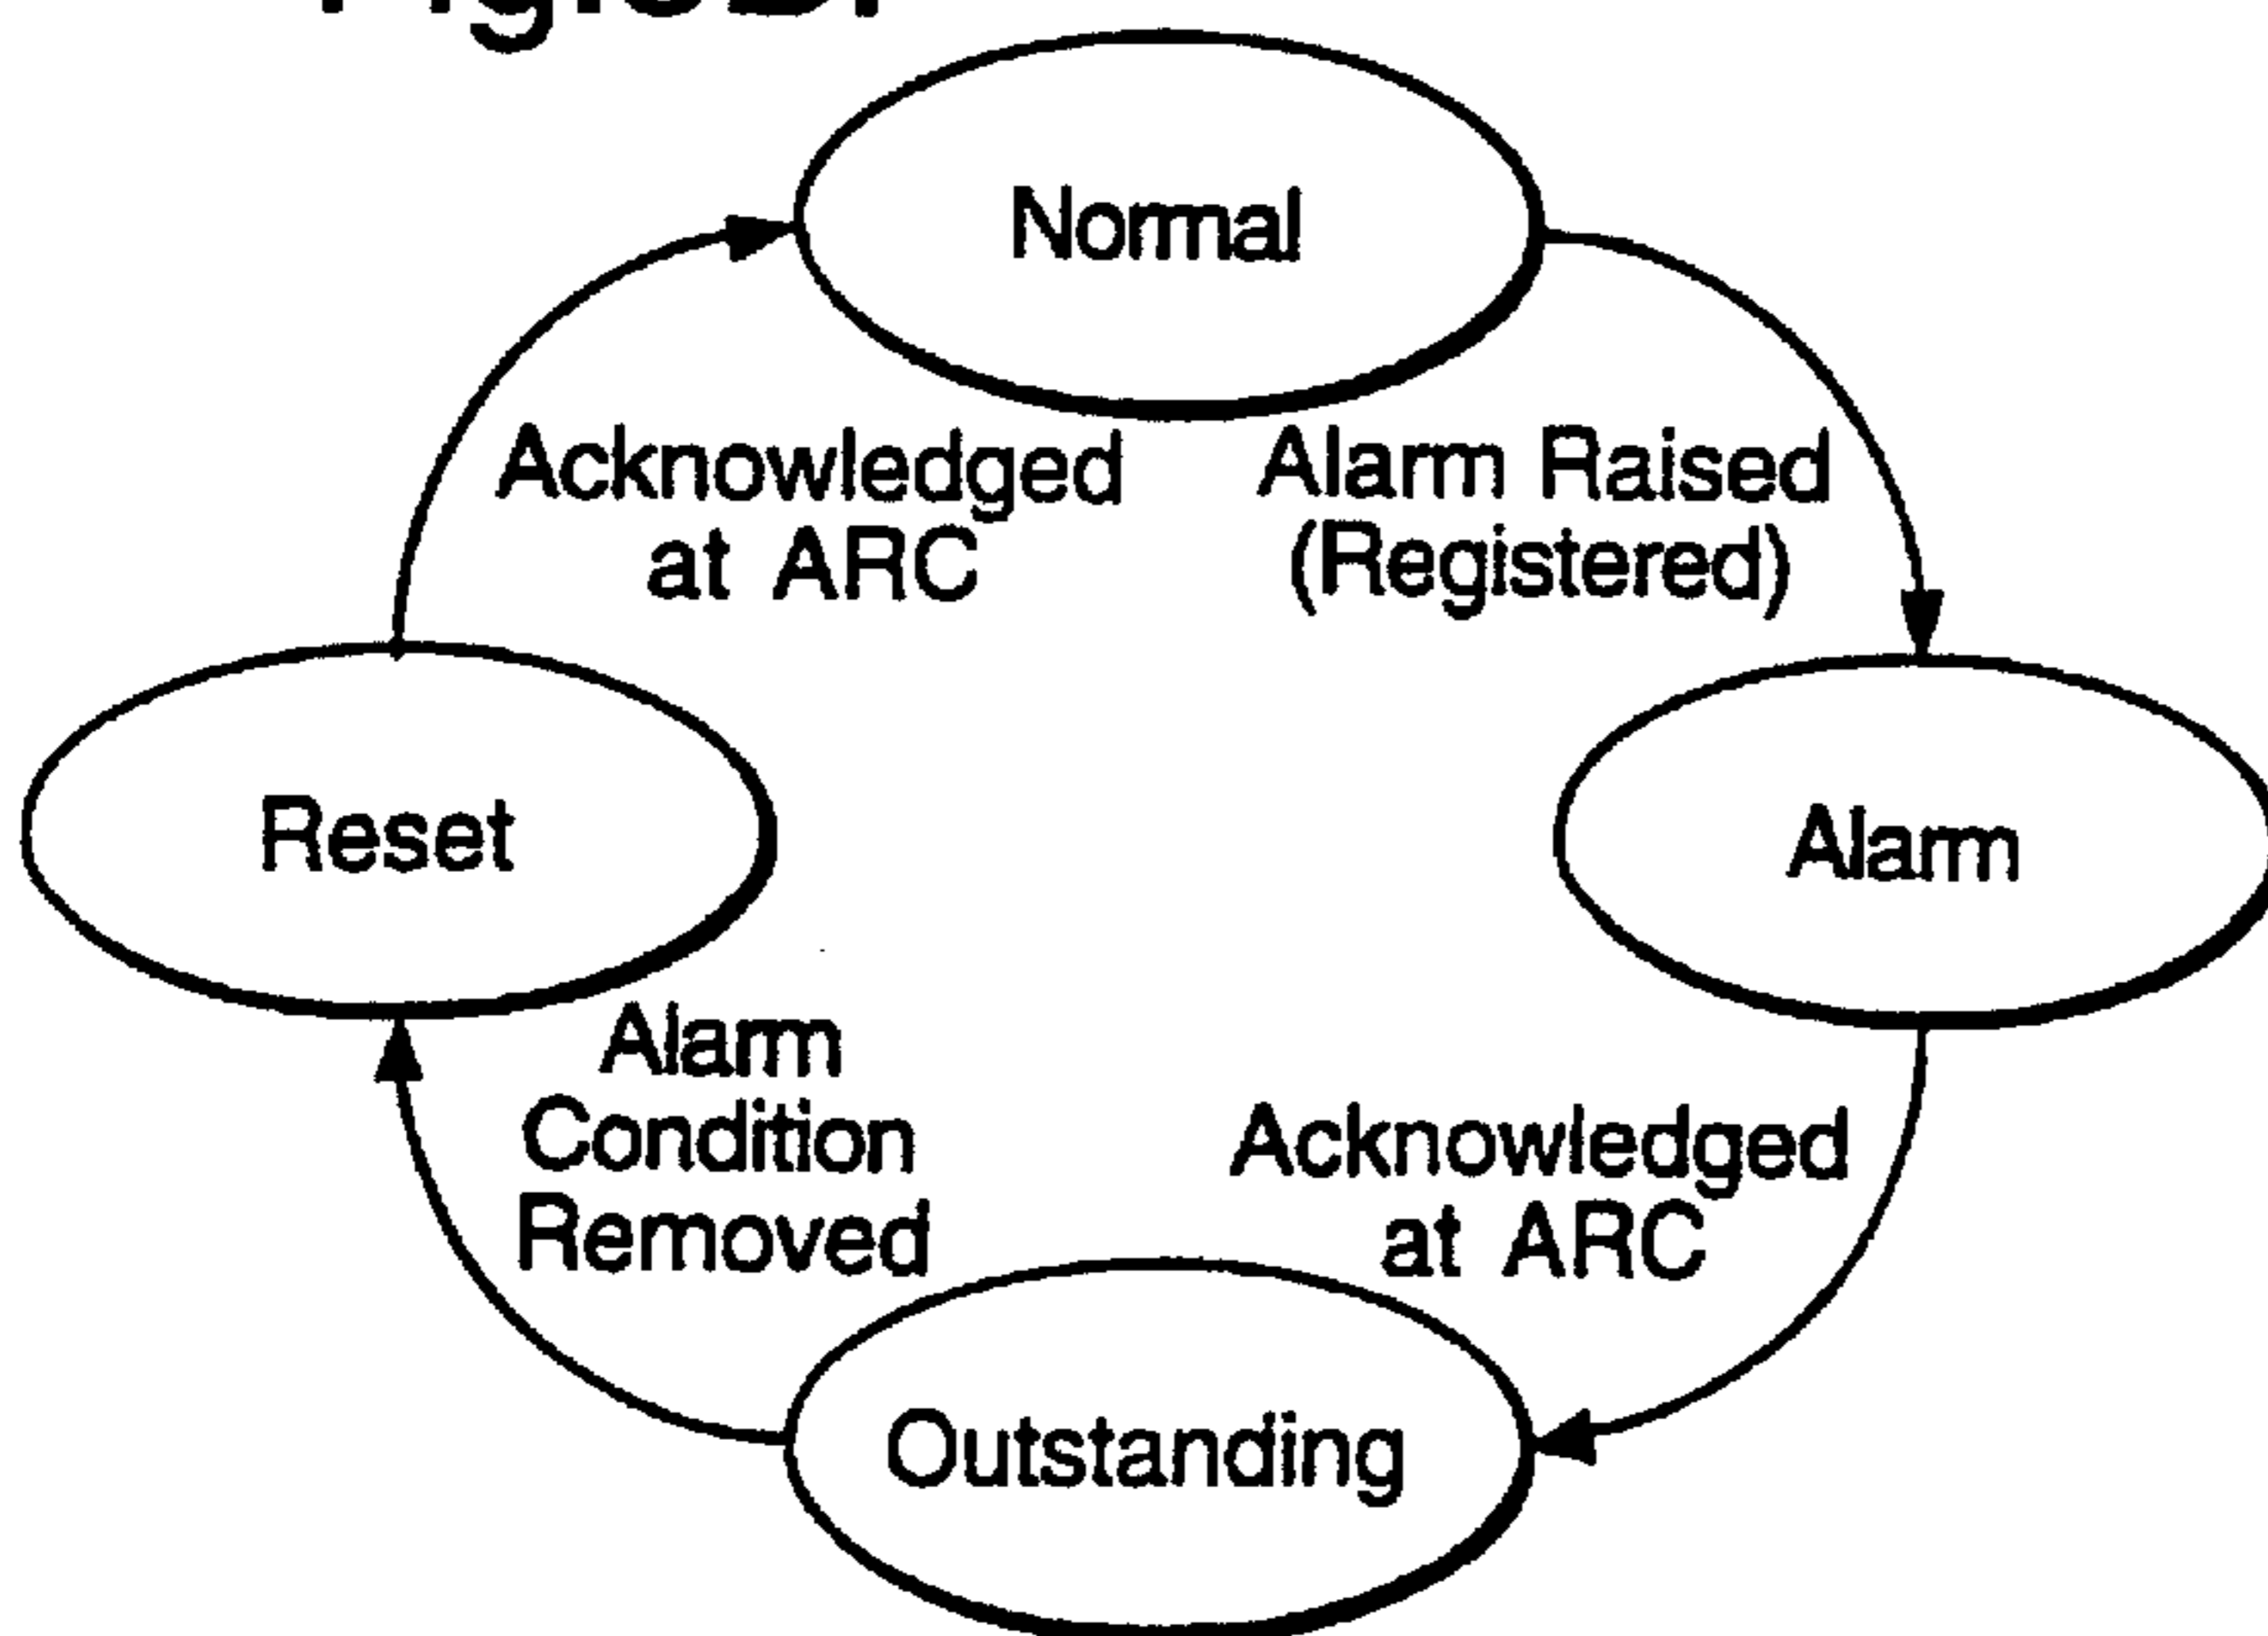 Normal
Acknowledged
at ARC
Alarm Raised
(Registered)
Reset
Alarm
Alarm
Condition
Removed
Acknowledged
at ARC
Outstanding